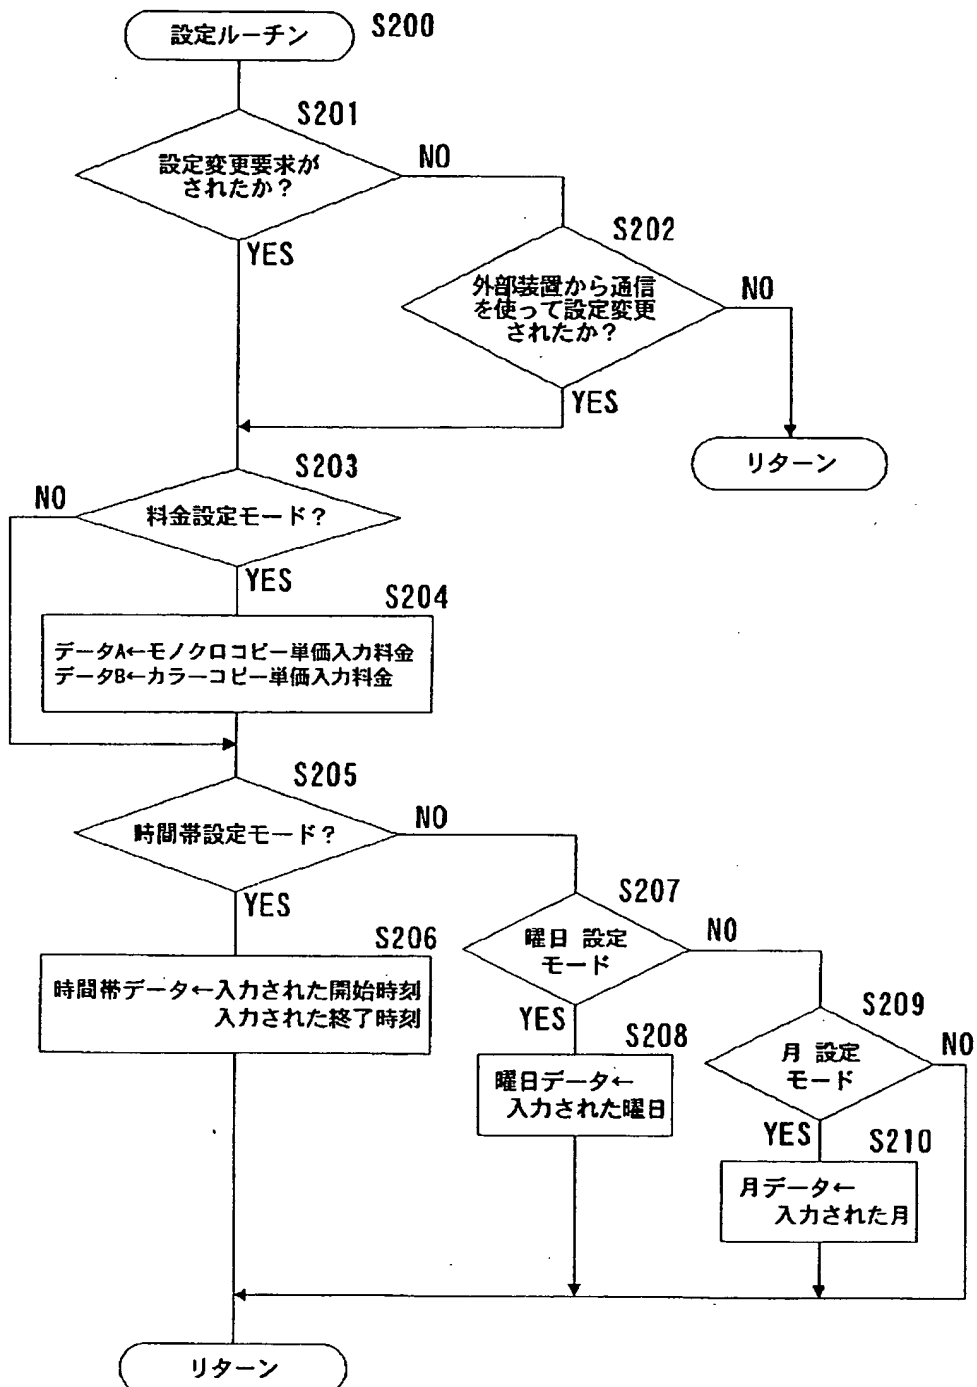 設定ルーチン
S200
S201
設定変更要求が
されたか？
NO
YES
S202
外部装置から通信
を使って設定変更
されたか？
NO
YES
リターン
S203
NO
料金設定モード？
YES
S204
データA←モノクロコピー単価入力料金
データB←カラーコピー単価入力料金
S205
時間帯設定モード？
NO
YES
S206
時間帯データ←入力された開始時刻
入力された終了時刻
S207
曜日 設定
モード
NO
YES
S208
曜日データ←
入力された曜日
S209
月 設定
モード
NO
YES
S210
月データ←
入力された月
リターン